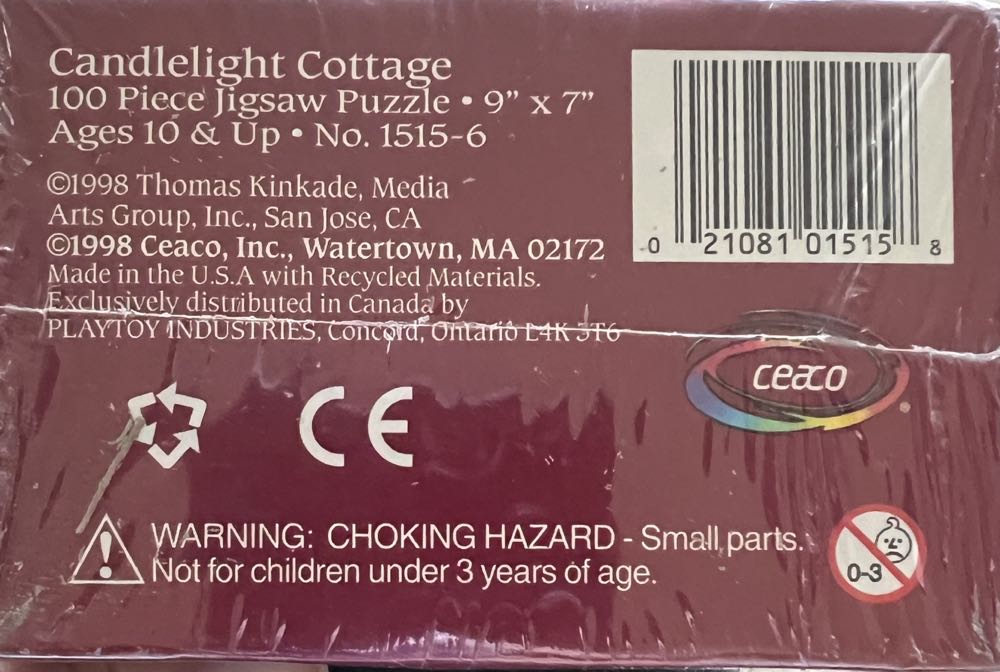 Candlelight Cottage
100 Piece Jigsaw Puzzle • 9" x 7"
Ages 10 & Up • No. 1515-6
©1998 Thomas Kinkade, Media
Arts Group, Inc., San Jose, CA
©1998 Ceaco, Inc., Watertown, MA 02172
Made in the U.S.A with Recycled Materials.
Exclusively distributed in Canada by
PLAYTOY INDUSTRIES, Concord, Ontario L4K 3T6
0 21081 01515 8
ceaco
CE
WARNING: CHOKING HAZARD - Small parts.
Not for children under 3 years of age.
0-3